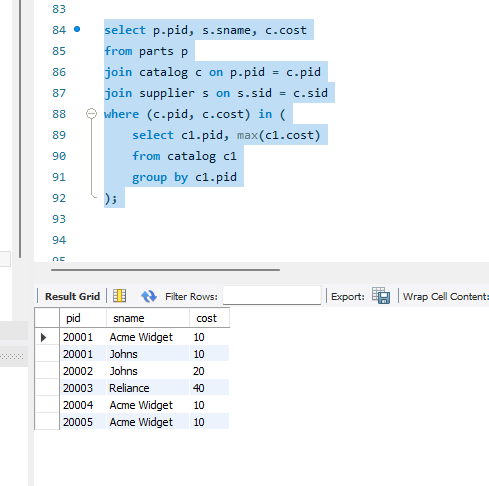 83
84 select p.pid, s.sname, c.cost
85 from parts p
86 join catalog c on p.pid = c.pid
87 join supplier s on s.sid = c.sid
88 where (c.pid, c.cost) in (
89 select c1.pid, max(c1.cost)
90 from catalog c1
91 group by c1.pid
92 );
93
94
95
Result Grid Filter Rows: Export: Wrap Cell Content:
pid sname cost
20001 Acme Widget 10
20001 Johns 10
20002 Johns 20
20003 Reliance 40
20004 Acme Widget 10
20005 Acme Widget 10